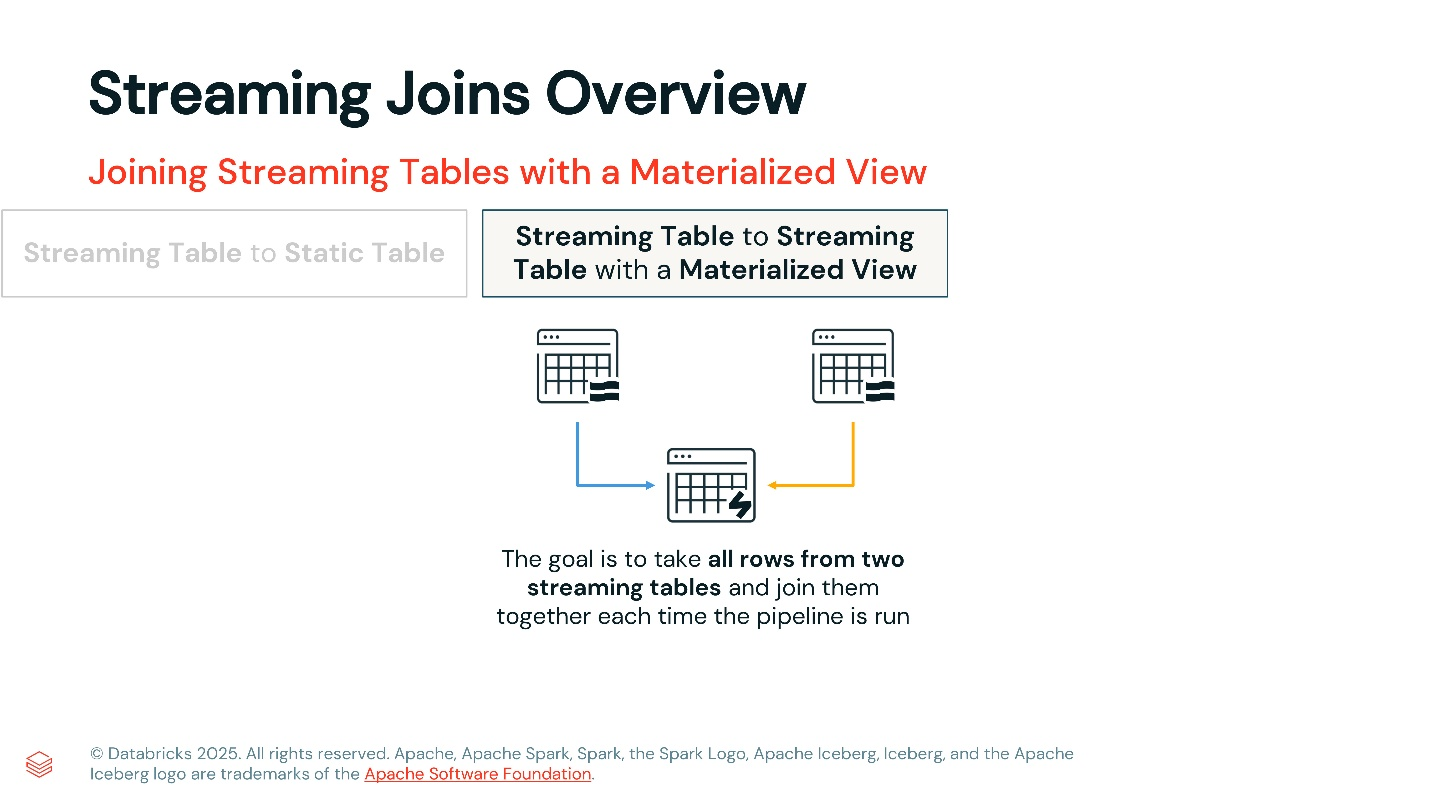 Streaming Joins Overview
Joining Streaming Tables with a Materialized View
Streaming Table to Static Table
Streaming Table to Streaming
Table with a Materialized View
The goal is to take all rows from two
streaming tables and join them
together each time the pipeline is run
© Databricks 2025. All rights reserved. Apache, Apache Spark, Spark, the Spark Logo, Apache Iceberg, Iceberg, and the Apache
Iceberg logo are trademarks of the Apache Software Foundation.